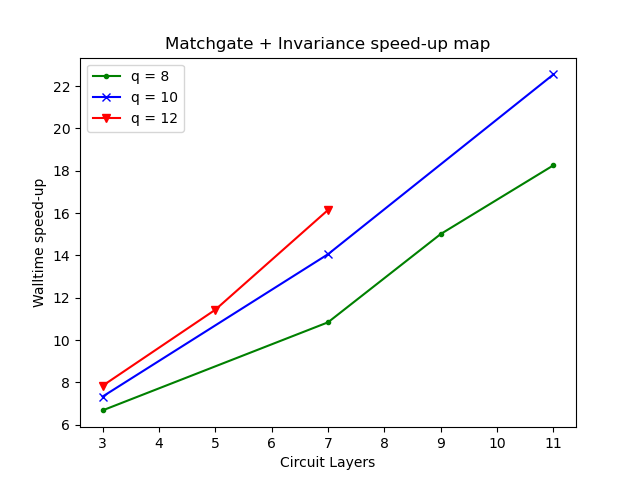 Matchgate + Invariance speed-up map
q = 8
q = 10
q = 12
Walltime speed-up
22
20
18
16
14
12
10
8
6
3 4 5 6 7 8 9 10 11
Circuit Layers